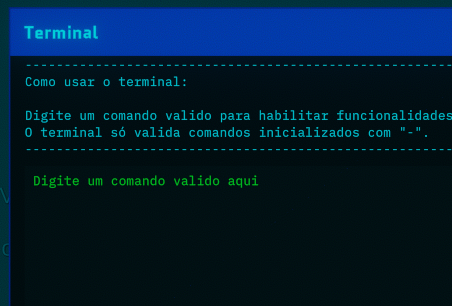 Terminal
------------------------------------------------------
Como usar o terminal:
Digite um comando valido para habilitar funcionalidades
O terminal só valida comandos inicializados com "-".
------------------------------------------------------
Digite um comando valido aqui